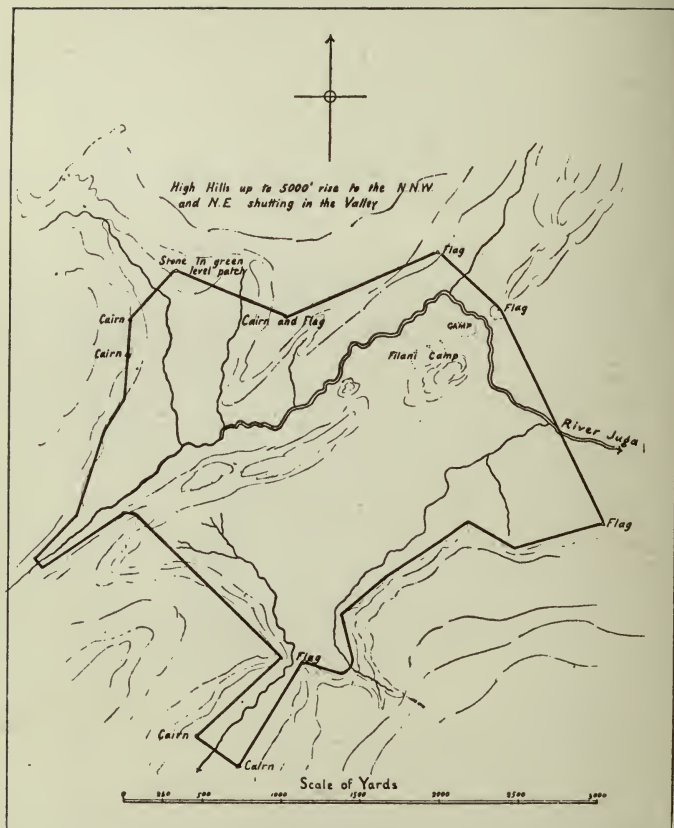 High Hills up to 5000' rise to the N.N.W.
and N.E shutting in the Valley
Flag
Stone in green
level patch
Cairn
Cairn and Flag
Flag
CAMP
Cairn
Filani Camp
River Juga
Flag
Flag
Cairn
Cairn
Scale of Yards
0 250 500 1000 1500 2000 2500 3000